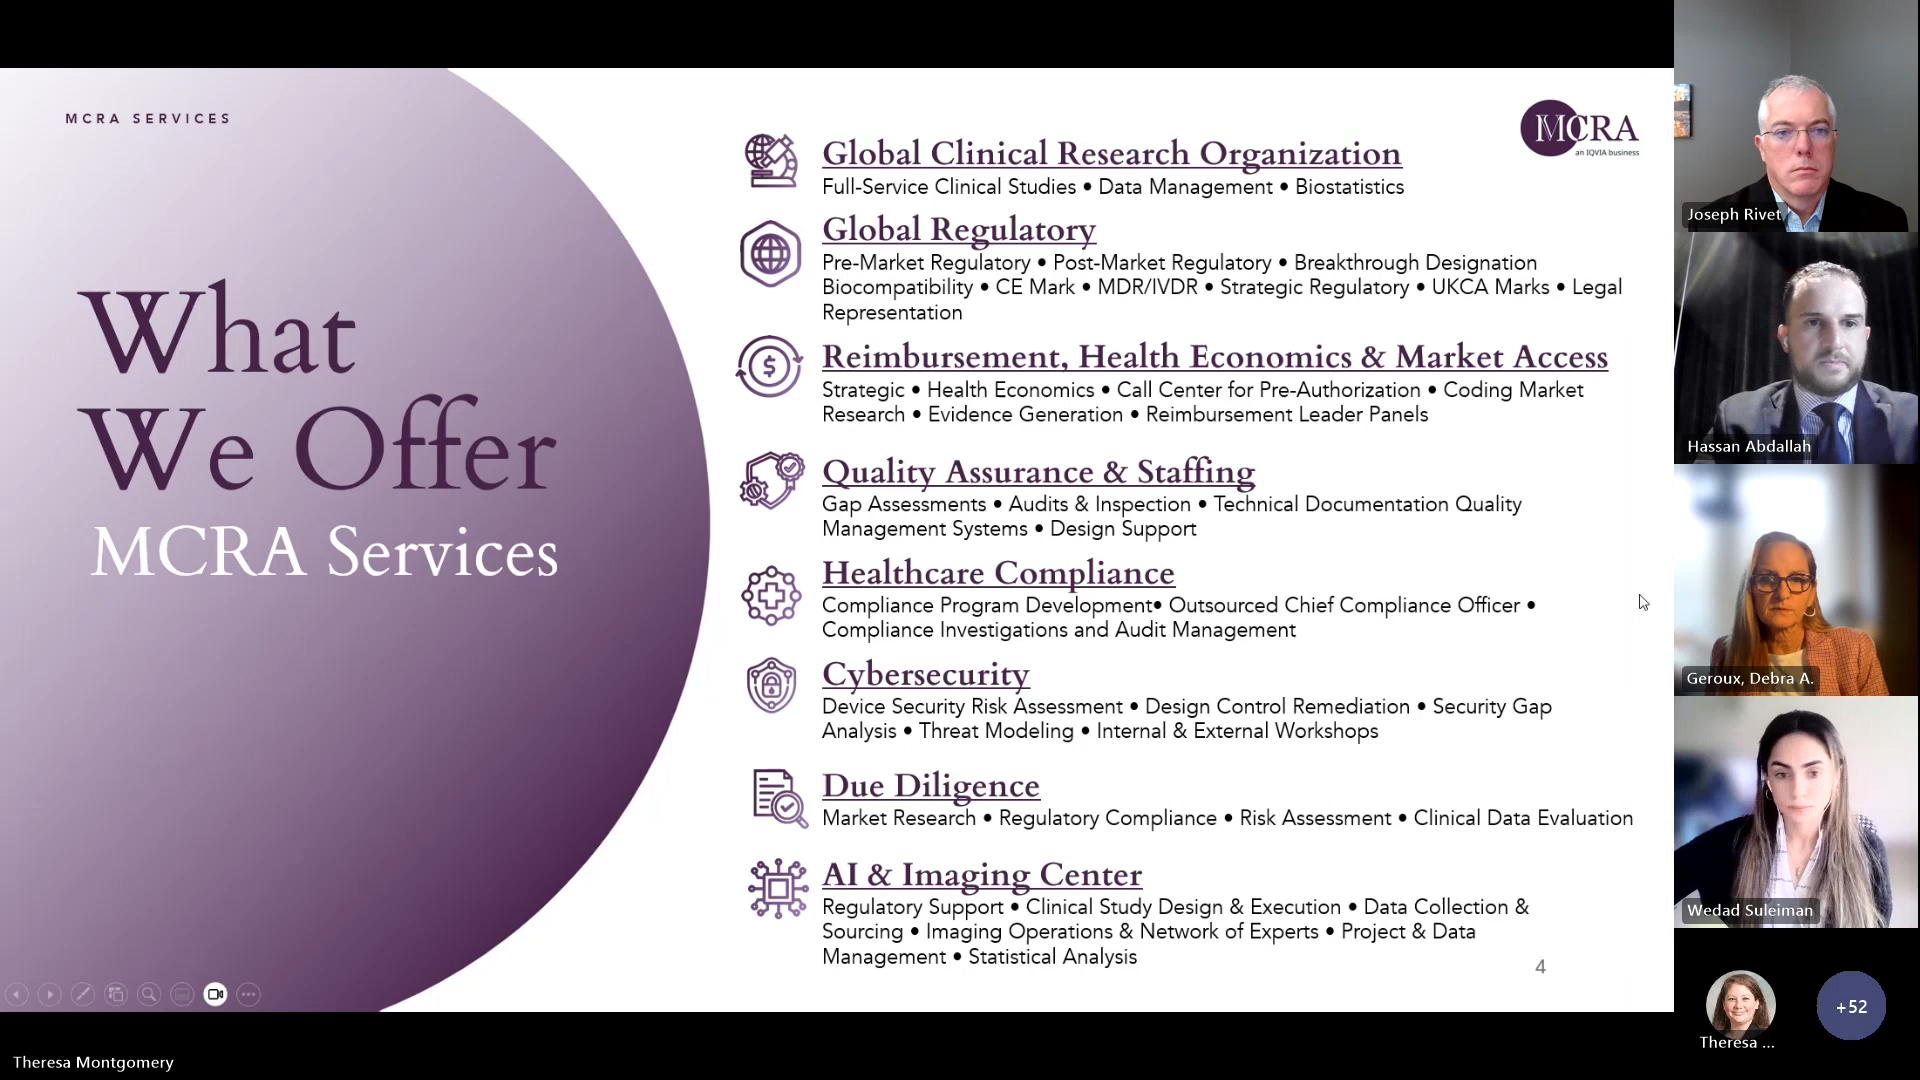 MCRA SERVICES
What
We Offer
MCRA Services
MCRA
an IQVIA business
Global Clinical Research Organization
Full-Service Clinical Studies • Data Management • Biostatistics
Global Regulatory
Pre-Market Regulatory • Post-Market Regulatory • Breakthrough Designation
Biocompatibility • CE Mark • MDR/IVDR • Strategic Regulatory • UKCA Marks • Legal
Representation
Reimbursement, Health Economics & Market Access
Strategic • Health Economics • Call Center for Pre-Authorization • Coding Market
Research • Evidence Generation • Reimbursement Leader Panels
Quality Assurance & Staffing
Gap Assessments • Audits & Inspection • Technical Documentation Quality
Management Systems • Design Support
Healthcare Compliance
Compliance Program Development• Outsourced Chief Compliance Officer •
Compliance Investigations and Audit Management
Cybersecurity
Device Security Risk Assessment • Design Control Remediation • Security Gap
Analysis • Threat Modeling • Internal & External Workshops
Due Diligence
Market Research • Regulatory Compliance • Risk Assessment • Clinical Data Evaluation
AI & Imaging Center
Regulatory Support • Clinical Study Design & Execution • Data Collection &
Sourcing • Imaging Operations & Network of Experts • Project & Data
Management • Statistical Analysis
4
Joseph Rivet
Hassan Abdallah
Geroux, Debra A.
Wedad Suleiman
Theresa ...
+52
Theresa Montgomery